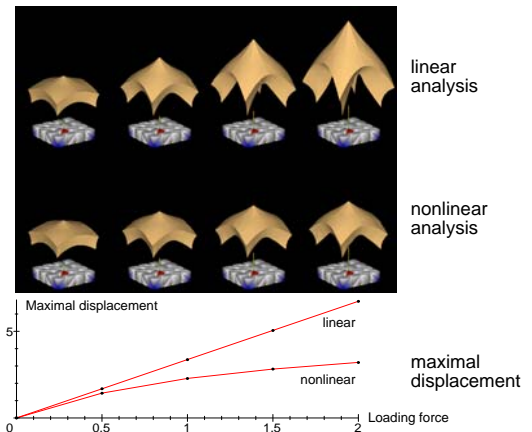 linear
analysis
nonlinear
analysis
Maximal displacement
5
linear
nonlinear
maximal
displacement
0 0.5 1 1.5 2 Loading force